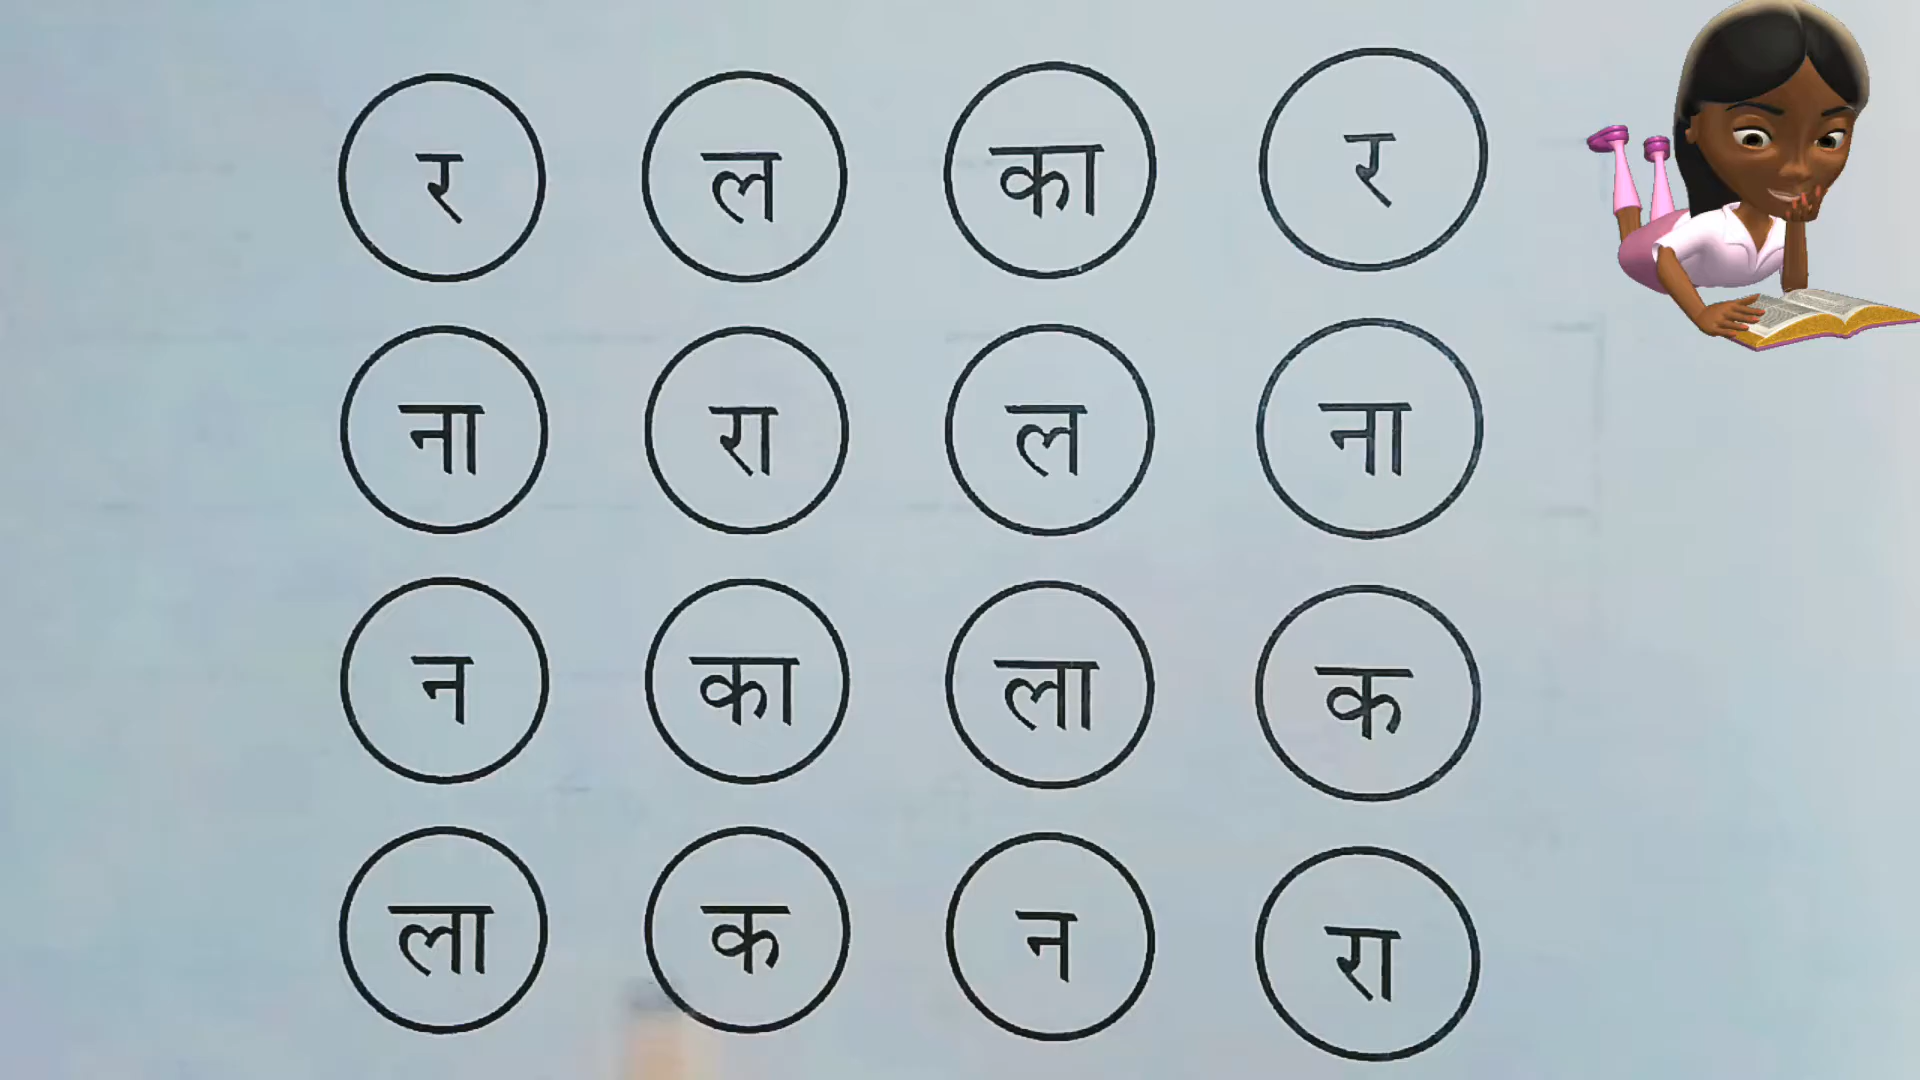 र ल का र
ना रा ल ना
न का ला क
ला क न रा